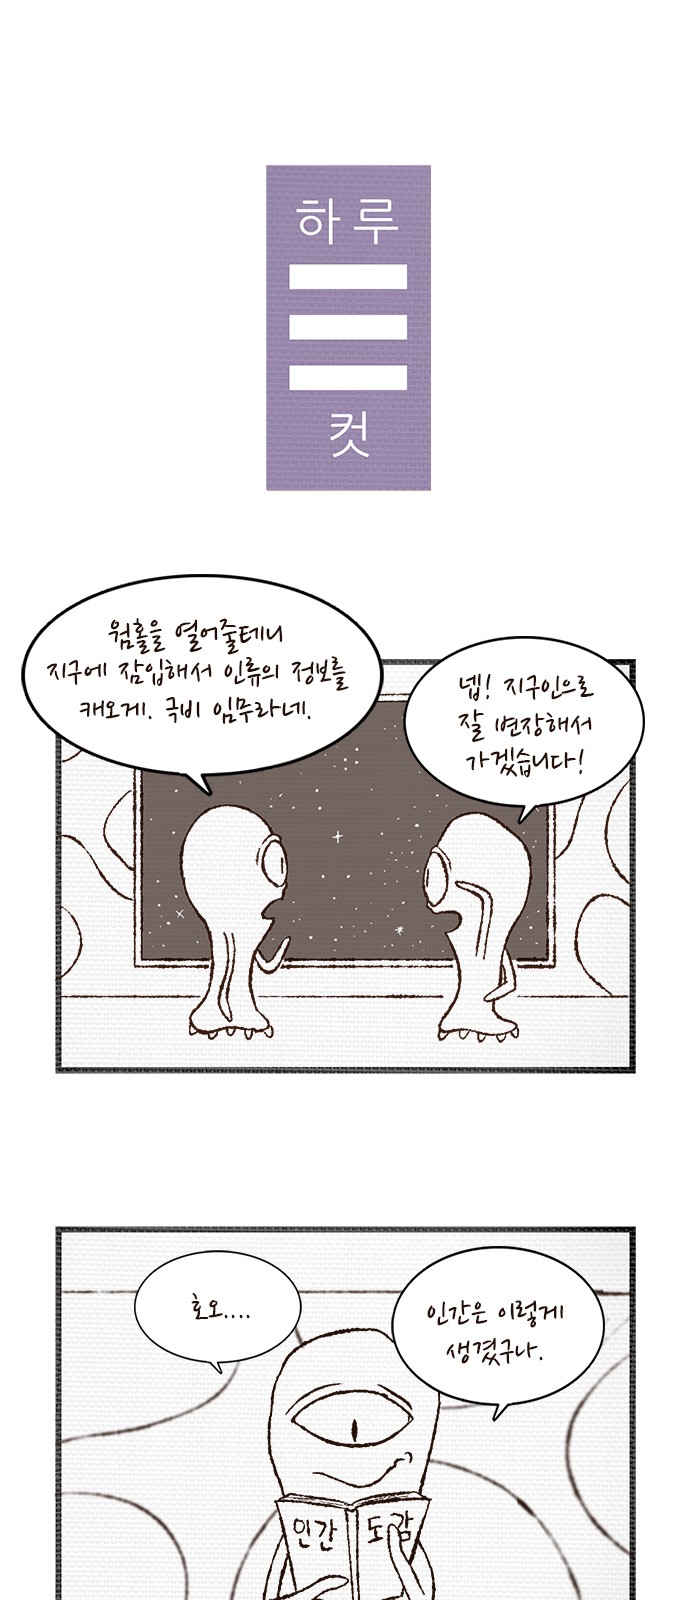 하루
컷
웜홀을 열어줄테니
지구에 잠입해서 인류의 정보를
캐오게. 극비 임무라네.
넵! 지구인으로
잘 변장해서
가겠습니다!
호오....
인간은 이렇게
생겼구나.
인간 도감